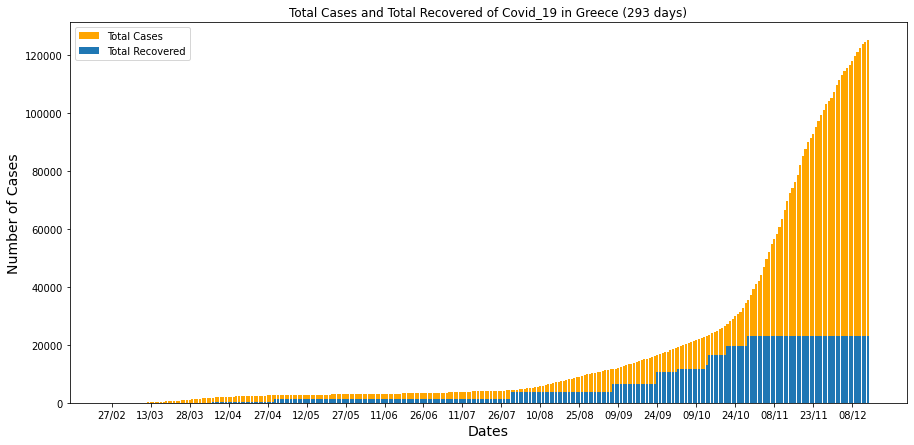 Total Cases and Total Recovered of Covid_19 in Greece (293 days)
Total Cases
Total Recovered
Number of Cases
120000
100000
80000
60000
40000
20000
0
27/02 13/03 28/03 12/04 27/04 12/05 27/05 11/06 26/06 11/07 26/07 10/08 25/08 09/09 24/09 09/10 24/10 08/11 23/11 08/12
Dates